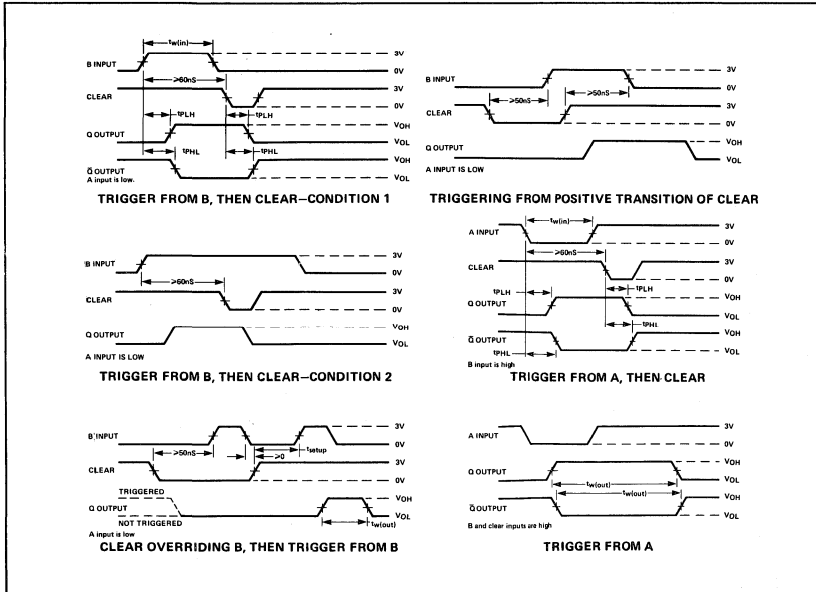 tw(in)
3V
B INPUT
0V
≥60nS
3V
CLEAR
0V
tPLH
tPLH
VOH
Q OUTPUT
VOL
tPHL
tPHL
VOH
Q̄ OUTPUT
VOL
A input is low.
TRIGGER FROM B, THEN CLEAR—CONDITION 1
3V
B INPUT
0V
≥50nS
≥50nS
3V
CLEAR
0V
VOH
Q OUTPUT
VOL
A INPUT IS LOW
TRIGGERING FROM POSITIVE TRANSITION OF CLEAR
3V
B INPUT
0V
≥60nS
3V
CLEAR
0V
VOH
Q OUTPUT
VOL
A INPUT IS LOW
TRIGGER FROM B, THEN CLEAR—CONDITION 2
tw(in)
3V
A INPUT
0V
≥60nS
3V
CLEAR
0V
tPLH
tPLH
VOH
Q OUTPUT
VOL
tPHL
VOH
Q̄ OUTPUT
VOL
tPHL
B input is high
TRIGGER FROM A, THEN CLEAR
3V
B INPUT
0V
≥50nS
tsetup
≥0
3V
CLEAR
0V
TRIGGERED
VOH
Q OUTPUT
VOL
NOT TRIGGERED
tw(out)
A input is low
CLEAR OVERRIDING B, THEN TRIGGER FROM B
3V
A INPUT
0V
VOH
Q OUTPUT
VOL
tw(out)
tw(out)
VOH
Q̄ OUTPUT
VOL
B and clear inputs are high
TRIGGER FROM A